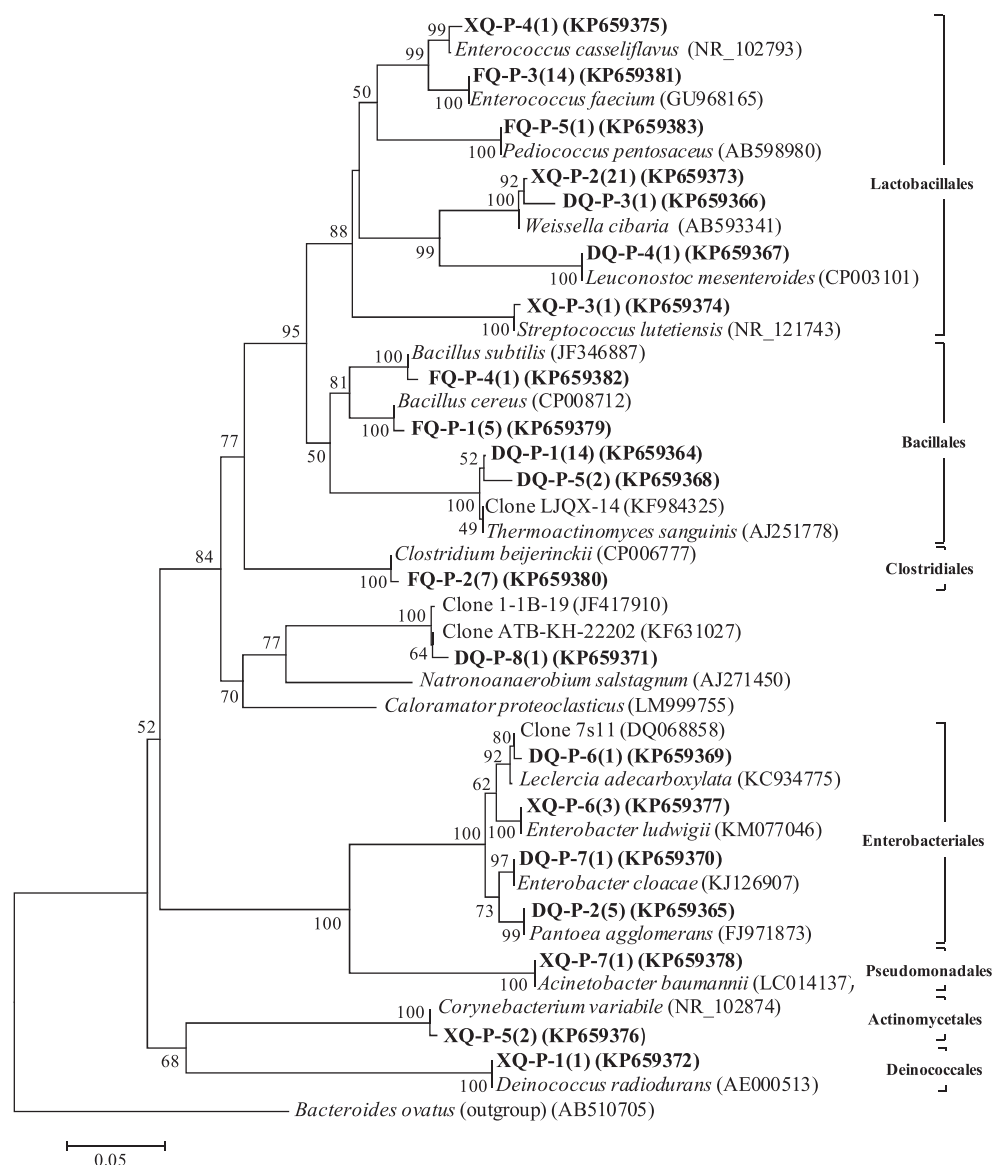 99
XQ-P-4(1) (KP659375)
Enterococcus casseliflavus (NR_102793)
99
FQ-P-3(14) (KP659381)
100
Enterococcus faecium (GU968165)
50
FQ-P-5(1) (KP659383)
100
Pediococcus pentosaceus (AB598980)
92
XQ-P-2(21) (KP659373)
Lactobacillales
100
DQ-P-3(1) (KP659366)
Weissella cibaria (AB593341)
88
99
DQ-P-4(1) (KP659367)
100
Leuconostoc mesenteroides (CP003101)
XQ-P-3(1) (KP659374)
100
Streptococcus lutetiensis (NR_121743)
95
100
Bacillus subtilis (JF346887)
FQ-P-4(1) (KP659382)
81
Bacillus cereus (CP008712)
100
FQ-P-1(5) (KP659379)
Bacillales
77
50
52
DQ-P-1(14) (KP659364)
DQ-P-5(2) (KP659368)
100
Clone LJQX-14 (KF984325)
49
Thermoactinomyces sanguinis (AJ251778)
84
Clostridium beijerinckii (CP006777)
100
FQ-P-2(7) (KP659380)
Clostridiales
100
Clone 1-1B-19 (JF417910)
Clone ATB-KH-22202 (KF631027)
77
64
DQ-P-8(1) (KP659371)
Natronoanaerobium salstagnum (AJ271450)
70
Caloramator proteoclasticus (LM999755)
52
80
Clone 7s11 (DQ068858)
92
DQ-P-6(1) (KP659369)
62
Leclercia adecarboxylata (KC934775)
XQ-P-6(3) (KP659377)
100
100
Enterobacter ludwigii (KM077046)
Enterobacteriales
97
DQ-P-7(1) (KP659370)
Enterobacter cloacae (KJ126907)
73
DQ-P-2(5) (KP659365)
99
Pantoea agglomerans (FJ971873)
100
XQ-P-7(1) (KP659378)
Pseudomonadales
100
Acinetobacter baumannii (LC014137)
100
Corynebacterium variabile (NR_102874)
Actinomycetales
XQ-P-5(2) (KP659376)
68
XQ-P-1(1) (KP659372)
Deinococcales
100
Deinococcus radiodurans (AE000513)
Bacteroides ovatus (outgroup) (AB510705)
0.05